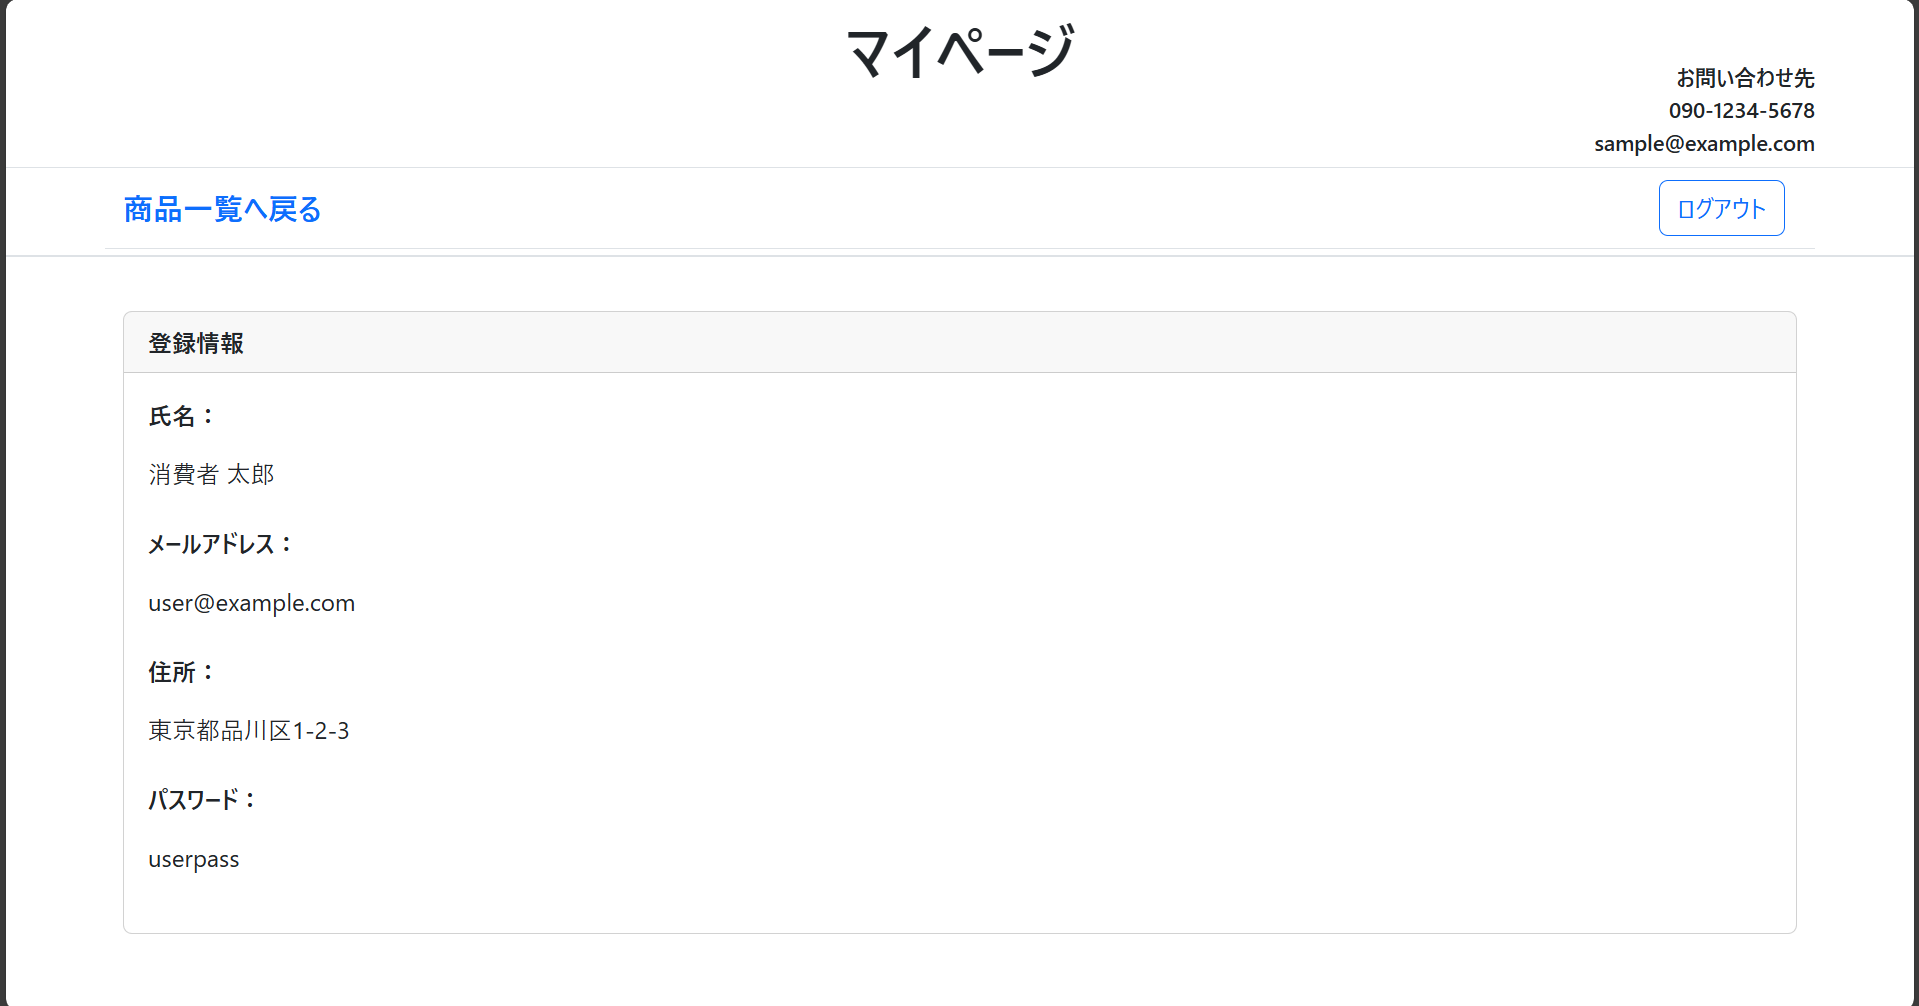 マイページ
お問い合わせ先
090-1234-5678
sample@example.com
商品一覧へ戻る
ログアウト
登録情報
氏名：
消費者 太郎
メールアドレス：
user@example.com
住所：
東京都品川区1-2-3
パスワード：
userpass